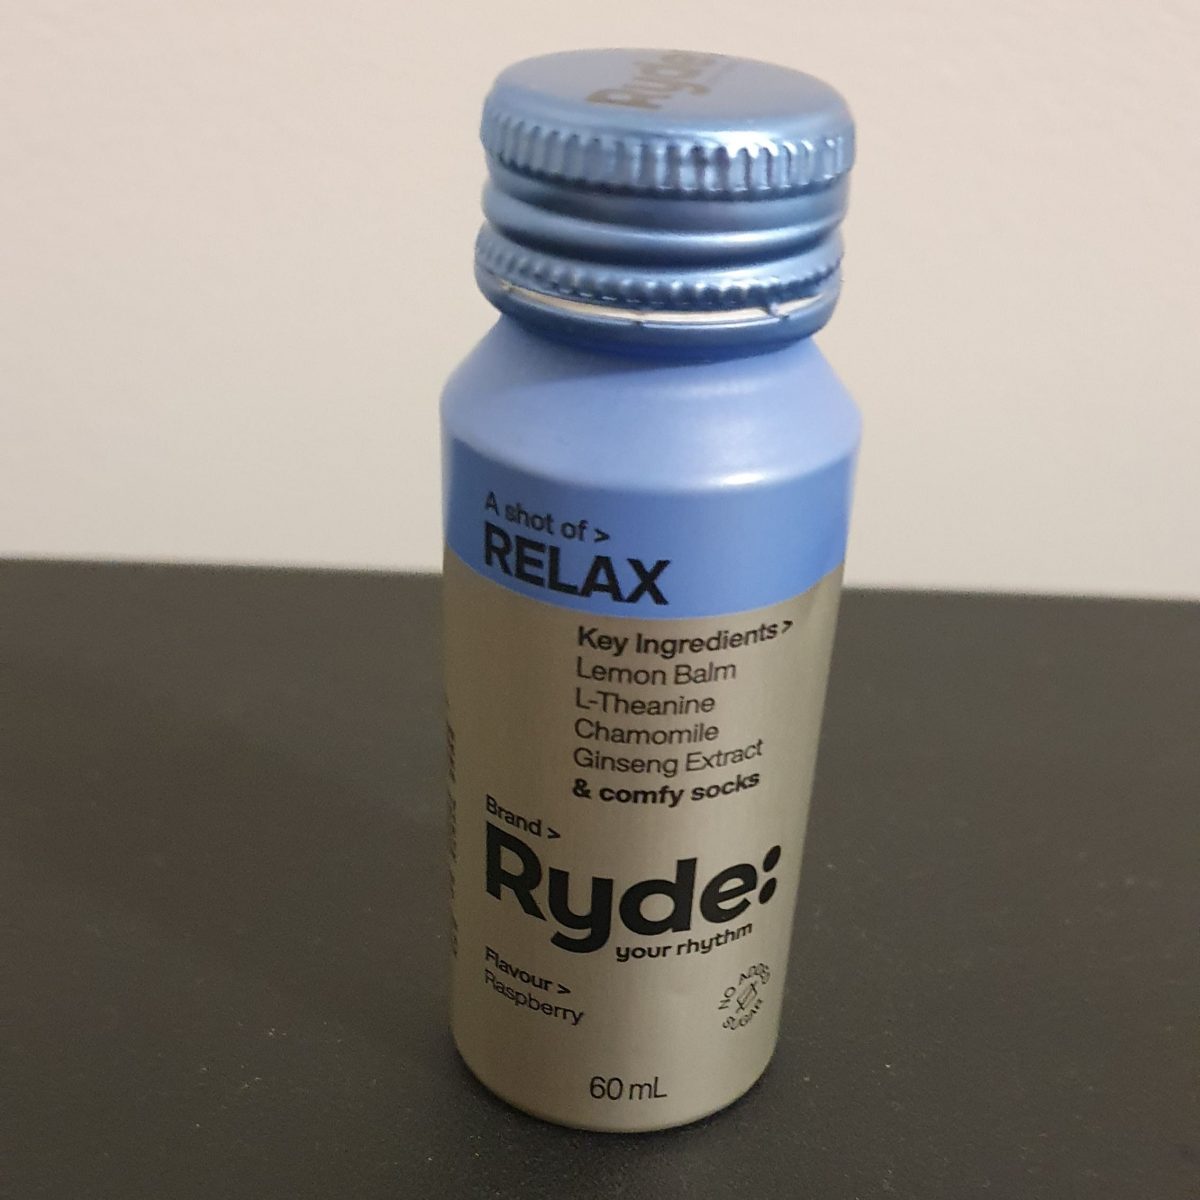 Ryde:
A shot of >
RELAX
Key Ingredients >
Lemon Balm
L-Theanine
Chamomile
Ginseng Extract
& comfy socks
Brand >
Ryde:
your rhythm
Flavour >
Raspberry
NO ADDED
SUGAR
60 mL